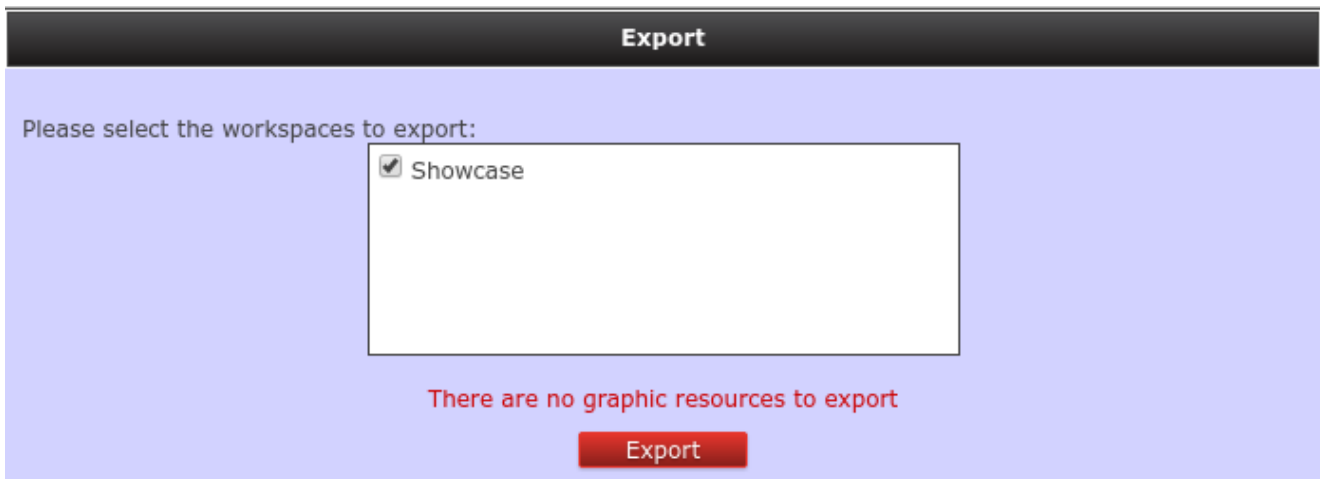 Export
Please select the workspaces to export:
Showcase
There are no graphic resources to export
Export